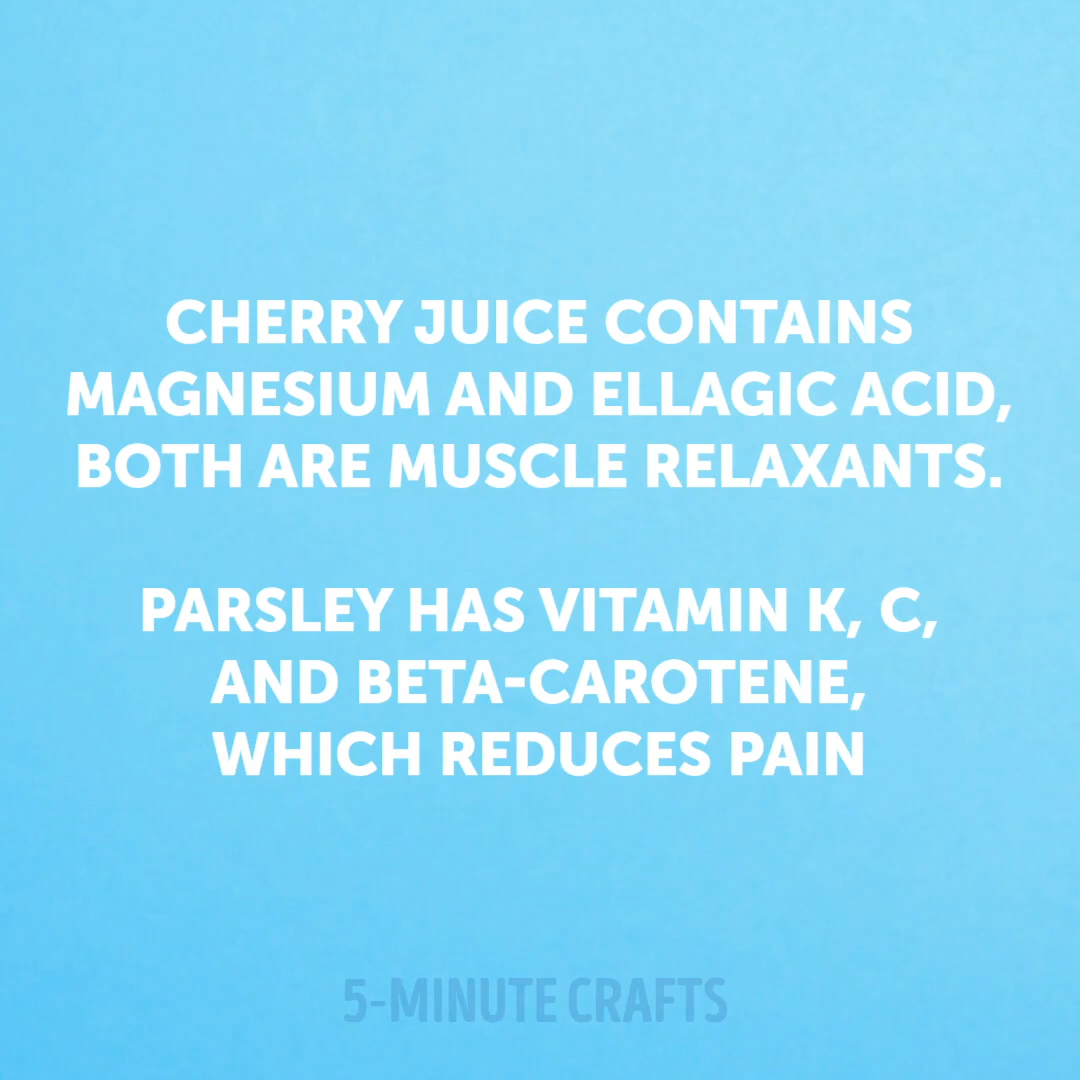 CHERRY JUICE CONTAINS
MAGNESIUM AND ELLAGIC ACID,
BOTH ARE MUSCLE RELAXANTS.
PARSLEY HAS VITAMIN K, C,
AND BETA-CAROTENE,
WHICH REDUCES PAIN
5-MINUTE CRAFTS